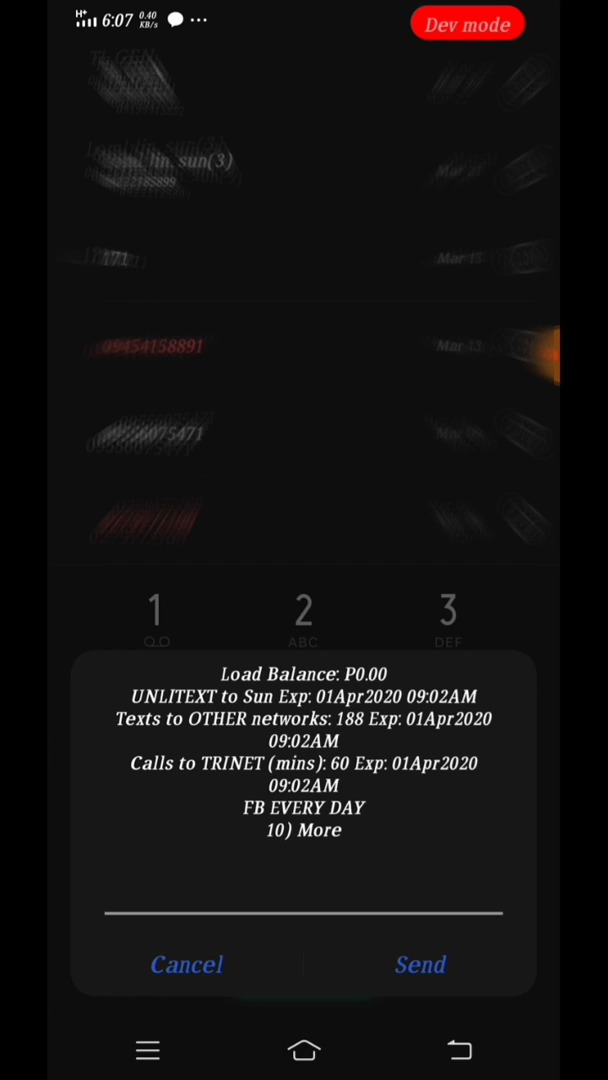 H+ 6:07 0.40 KB/s ...
Dev mode
sun(3)
171
Mar 15
09454158891
Mar 13
1 2 3
ABC DEF
Load Balance: P0.00
UNLITEXT to Sun Exp: 01Apr2020 09:02AM
Texts to OTHER networks: 188 Exp: 01Apr2020
09:02AM
Calls to TRINET (mins): 60 Exp: 01Apr2020
09:02AM
FB EVERY DAY
10) More
Cancel Send